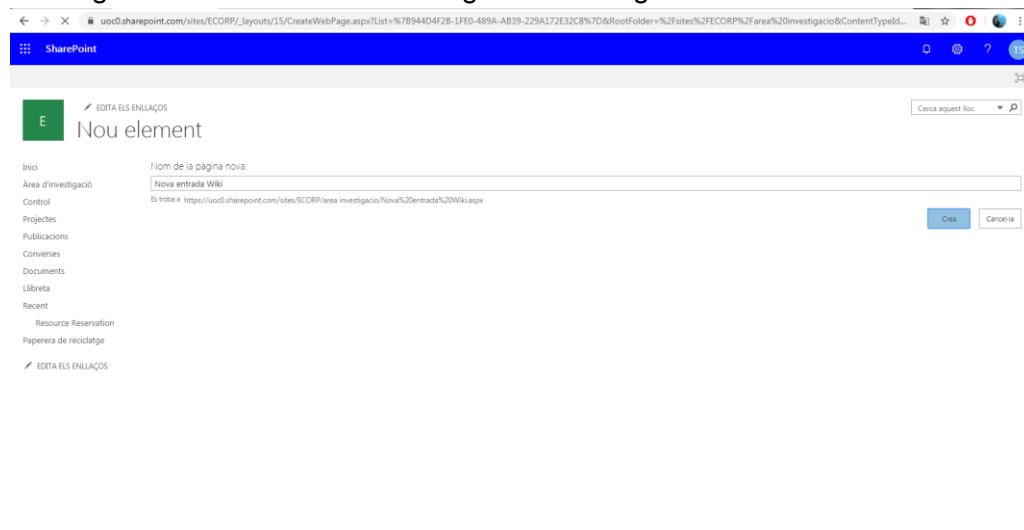 uoc0.sharepoint.com/sites/ECORP/_layouts/15/CreateWebPage.aspx?List=%7B944D4F2B-1FE0-489A-AB39-229A172E32C8%7D&RootFolder=%2Fsites%2FECORP%2Farea%20investigacio&ContentTypeId...
SharePoint
TS
EDITA ELS ENLLAÇOS
Cerca aquest lloc
E
Nou element
Inici
Nom de la pàgina nova:
Àrea d'investigació
Nova entrada Wiki
Control
Es troba a https://uoc0.sharepoint.com/sites/ECORP/area investigacio/Nova%20entrada%20Wiki.aspx
Projectes
Crea
Cancel·la
Publicacions
Converses
Documents
Llibreta
Recent
Resource Reservation
Paperera de reciclatge
EDITA ELS ENLLAÇOS